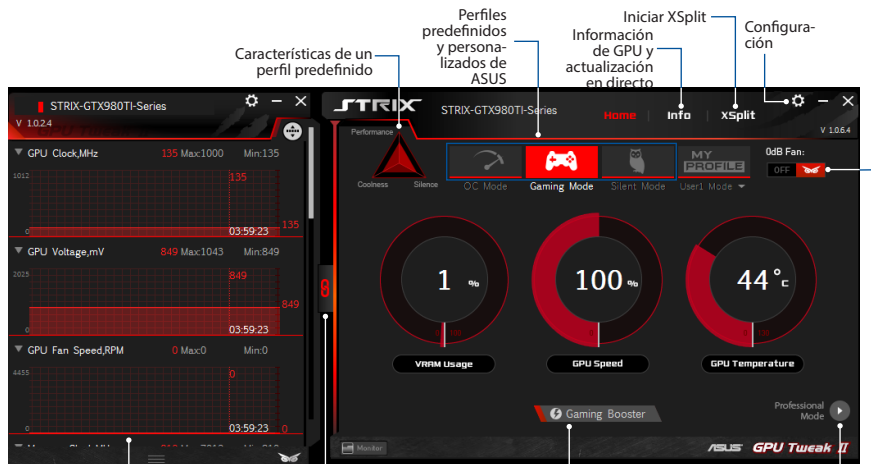 Características de un
perfil predefinido
Perfiles
predefinidos
y persona-
lizados de
ASUS
Información
de GPU y
actualización
en directo
Iniciar XSplit
Configura-
ción
STRIX-GTX980TI-Series
V 1.0.2.4
GPU Clock,MHz 135 Max:1000 Min:135
1012 135
135
0 03:59:23
GPU Voltage,mV 849 Max:1043 Min:849
2025 849
849
0 03:59:23
GPU Fan Speed,RPM 0 Max:0 Min:0
4455 0
0 03:59:23 0
STRIX
STRIX-GTX980TI-Series
Home Info XSplit
V 1.0.6.4
Performance
Coolness Silence
OC Mode
Gaming Mode
Silent Mode
MY
PROFILE
User1 Mode
0dB Fan:
OFF
1 %
0 100
VRAM Usage
100 %
GPU Speed
44°c
GPU Temperature
Gaming Booster
Professional
Mode
Monitor
ASUS GPU Tweak II